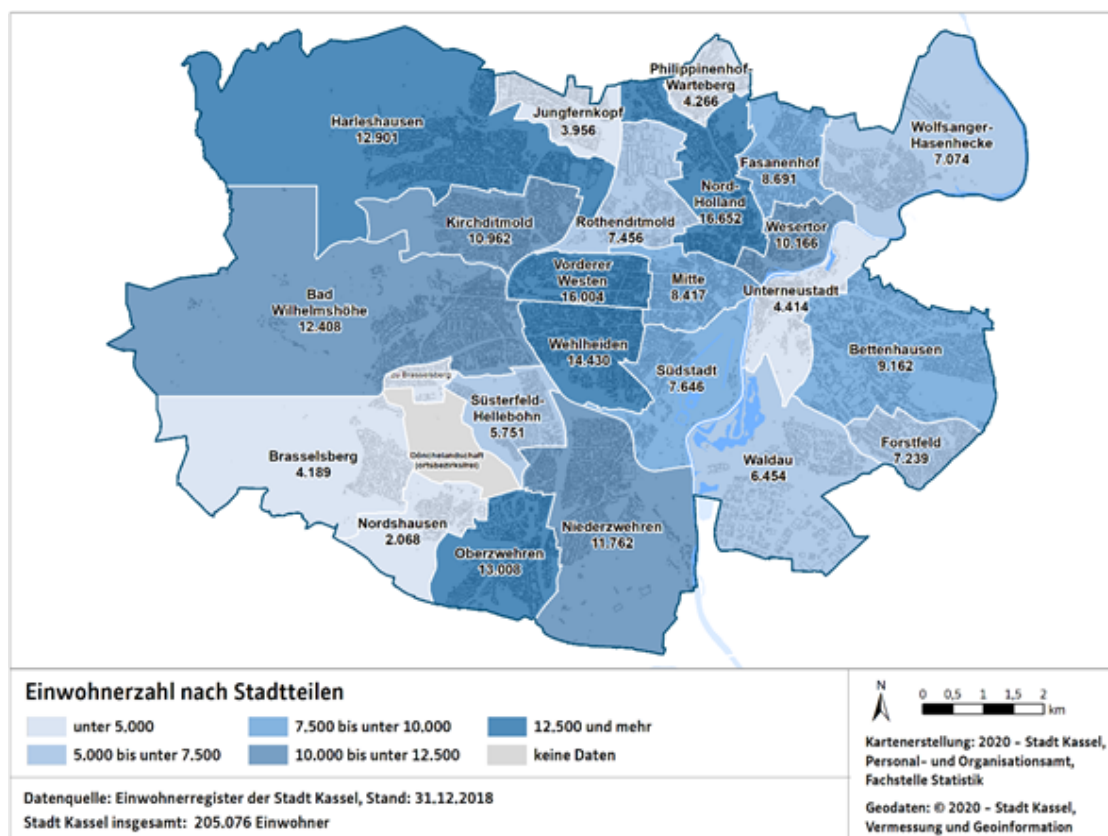 Philippinenhof-
Warteberg
4.266
Jungfernkopf
3.956
Harleshausen
12.901
Wolfsanger-
Hasenhecke
7.074
Fasanenhof
8.691
Nord-
Holland
16.652
Kirchditmold
10.962
Rothenditmold
7.456
Wesertor
10.166
Vorderer
Westen
16.004
Mitte
8.417
Unterneustadt
4.414
Bad
Wilhelmshöhe
12.408
Wehlheiden
14.430
Bettenhausen
9.162
Südstadt
7.646
zu Brasselsberg
Süsterfeld-
Hellebohn
5.751
Forstfeld
7.239
Brasselsberg
4.189
Dönchelandschaft
(ortsbezirksfrei)
Waldau
6.454
Nordshausen
2.068
Niederzwehren
11.762
Oberzwehren
13.008
Einwohnerzahl nach Stadtteilen
unter 5.000
7.500 bis unter 10.000
12.500 und mehr
5.000 bis unter 7.500
10.000 bis unter 12.500
keine Daten
Datenquelle: Einwohnerregister der Stadt Kassel, Stand: 31.12.2018
Stadt Kassel insgesamt: 205.076 Einwohner
N
0 0,5 1 1,5 2
km
Kartenerstellung: 2020 - Stadt Kassel,
Personal- und Organisationsamt,
Fachstelle Statistik
Geodaten: © 2020 - Stadt Kassel,
Vermessung und Geoinformation